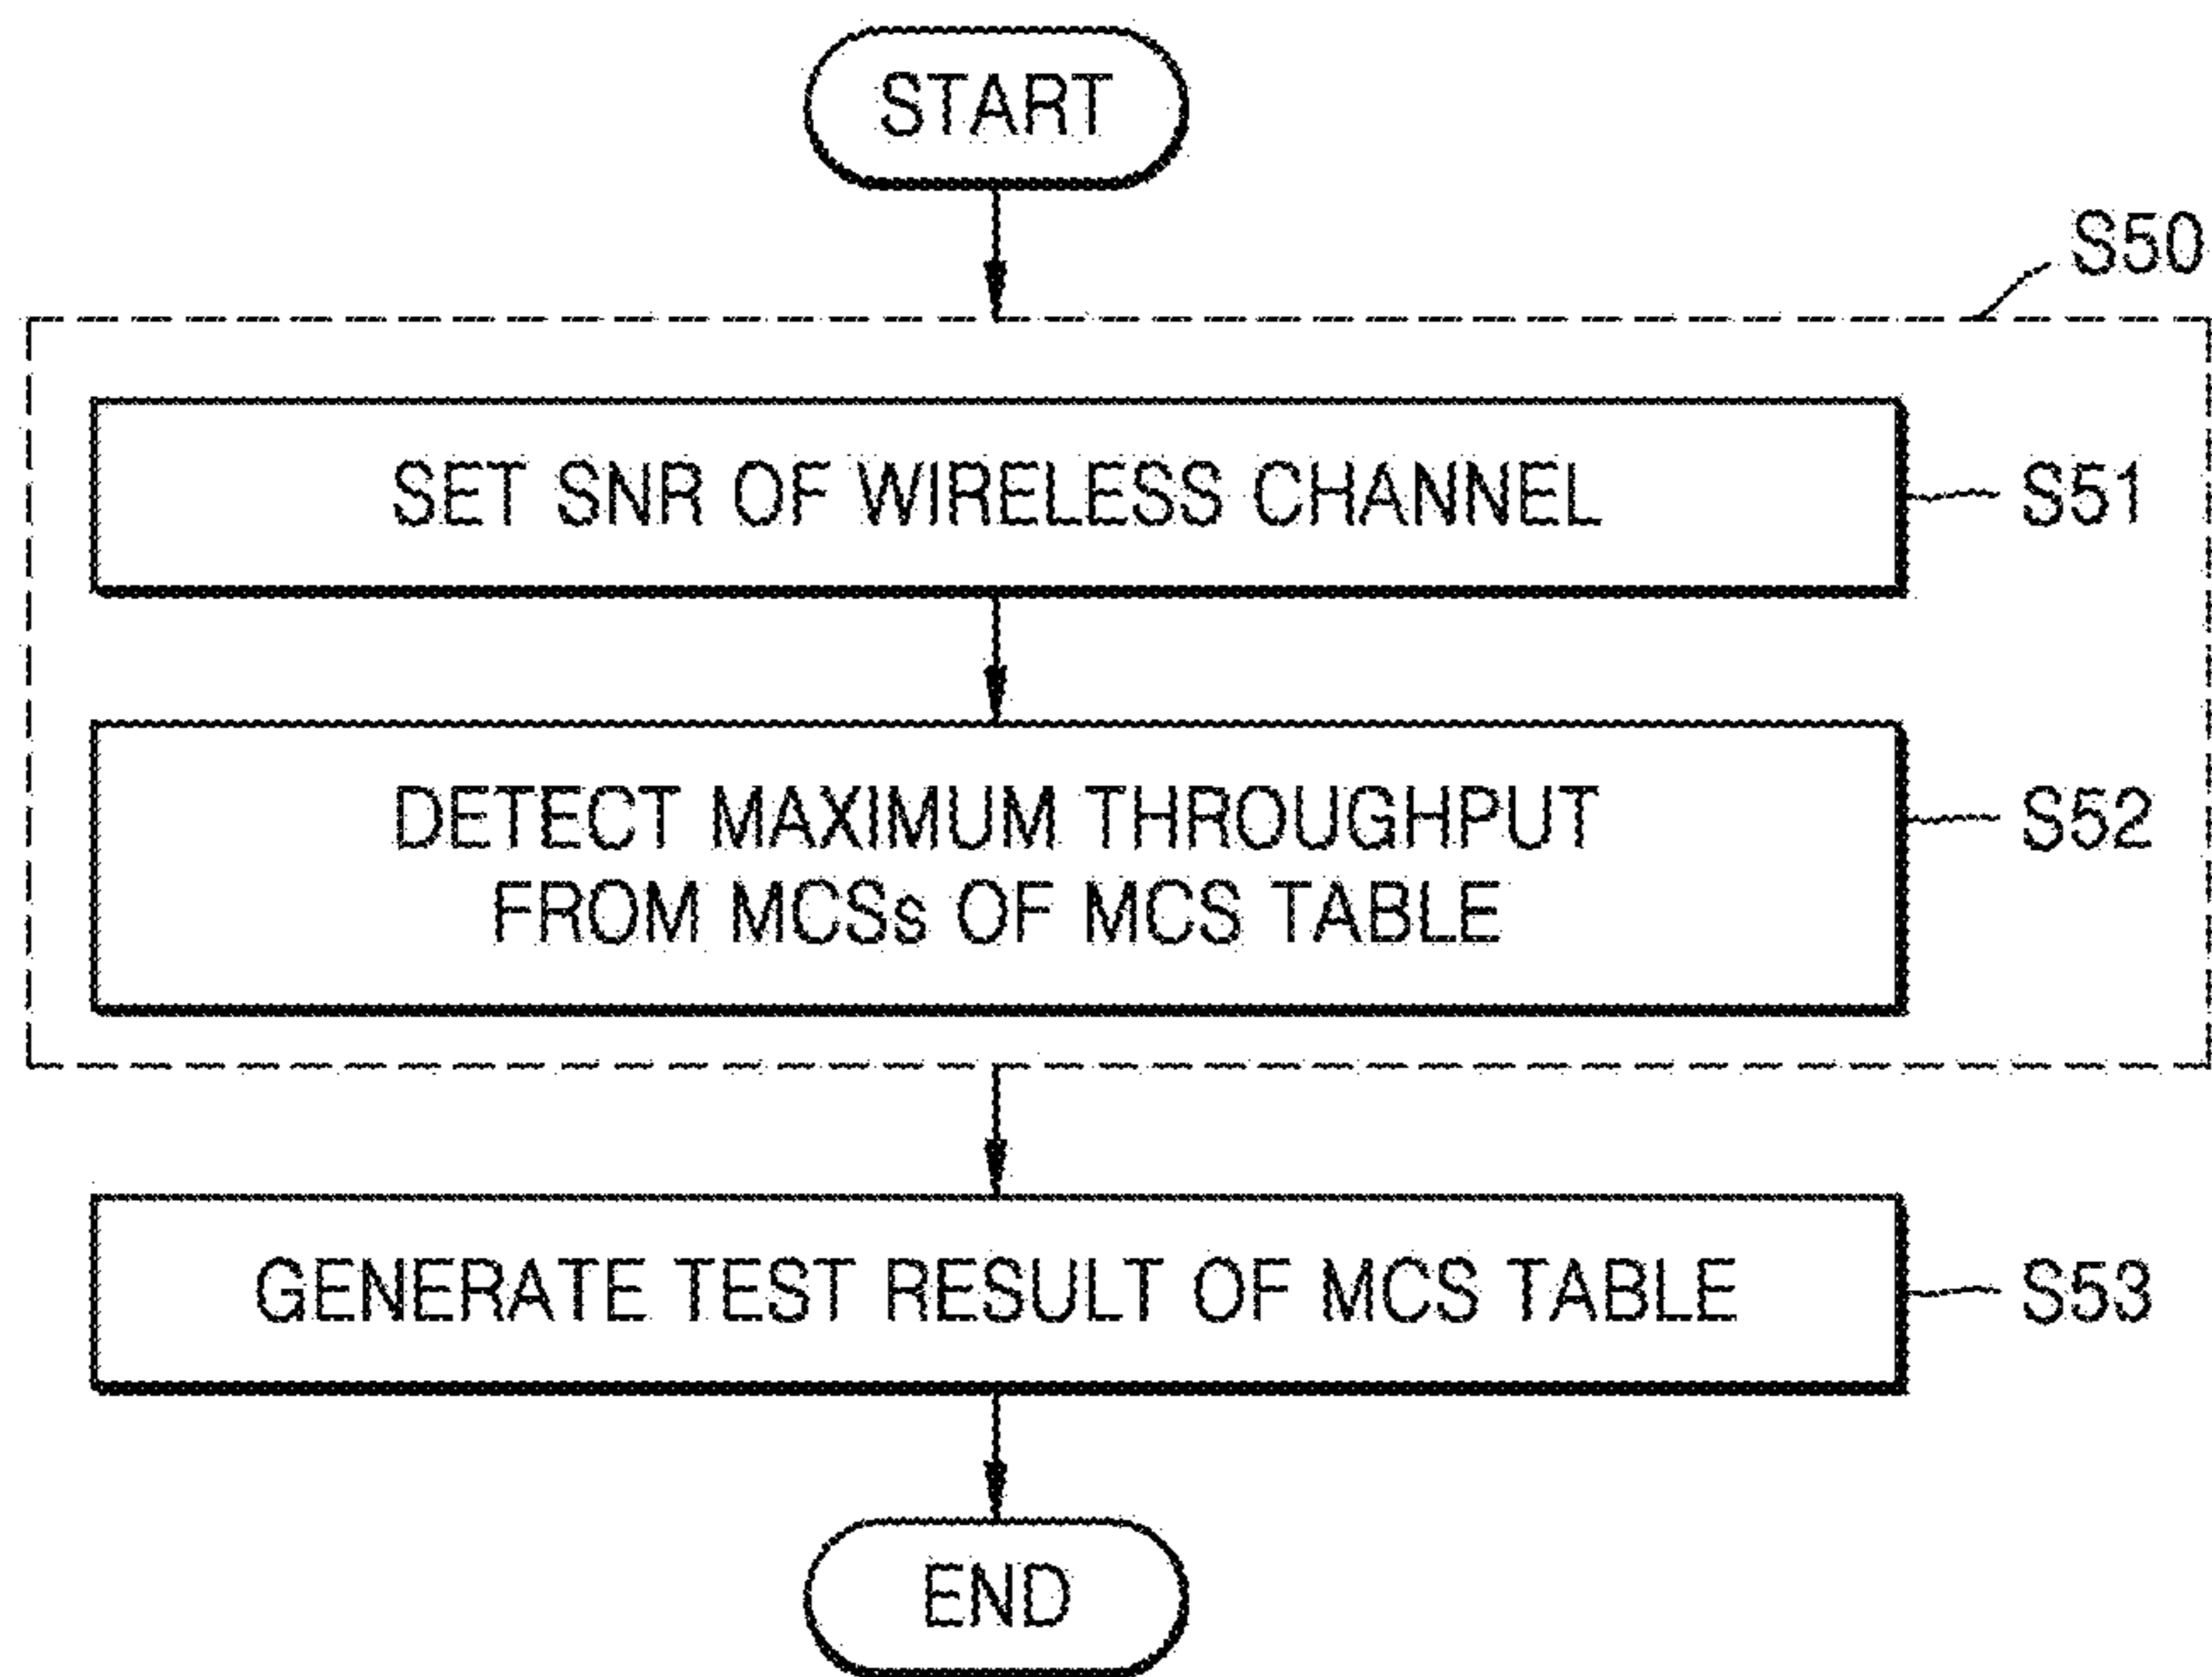 START
S50
SET SNR OF WIRELESS CHANNEL
S51
DETECT MAXIMUM THROUGHPUT
FROM MCSs OF MCS TABLE
S52
GENERATE TEST RESULT OF MCS TABLE
S53
END